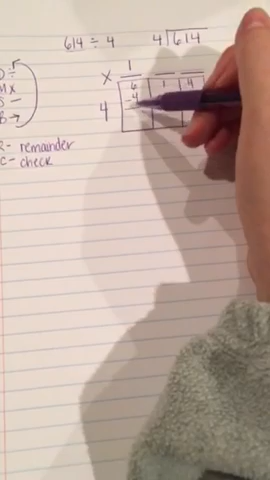 614 ÷ 4 4⟌614
X 1 _ _
4 6 1 4
-4
D ÷
M X
S -
B →
R- remainder
C- check